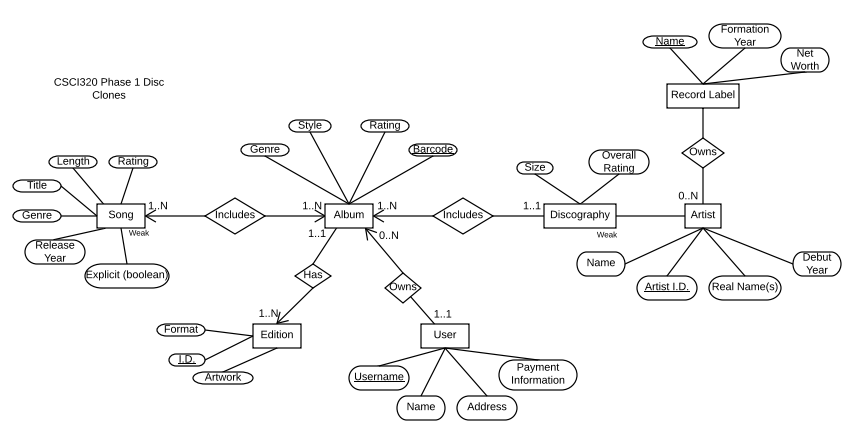 Name
Formation
Year
Net
Worth
CSCI320 Phase 1 Disc
Clones
Record Label
Style
Rating
Genre
Barcode
Owns
Length
Rating
Title
Size
Overall
Rating
Genre
Song
Weak
1..N
Includes
1..N
Album
1..N
Includes
1..1
Discography
Weak
0..N
Artist
Release
Year
Explicit (boolean)
1..1
0..N
Has
Owns
Name
Artist I.D.
Real Name(s)
Debut
Year
1..N
1..1
Format
Edition
User
I.D.
Artwork
Username
Payment
Information
Name
Address